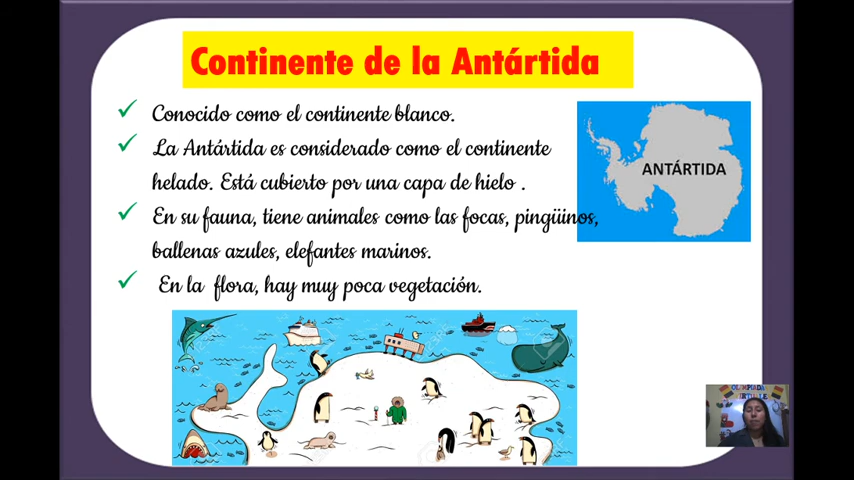 Continente de la Antártida
Conocido como el continente blanco.
La Antártida es considerado como el continente
helado. Está cubierto por una capa de hielo .
En su fauna, tiene animales como las focas, pingüinos,
ballenas azules, elefantes marinos.
En la flora, hay muy poca vegetación.
ANTÁRTIDA
OLIMPIADA